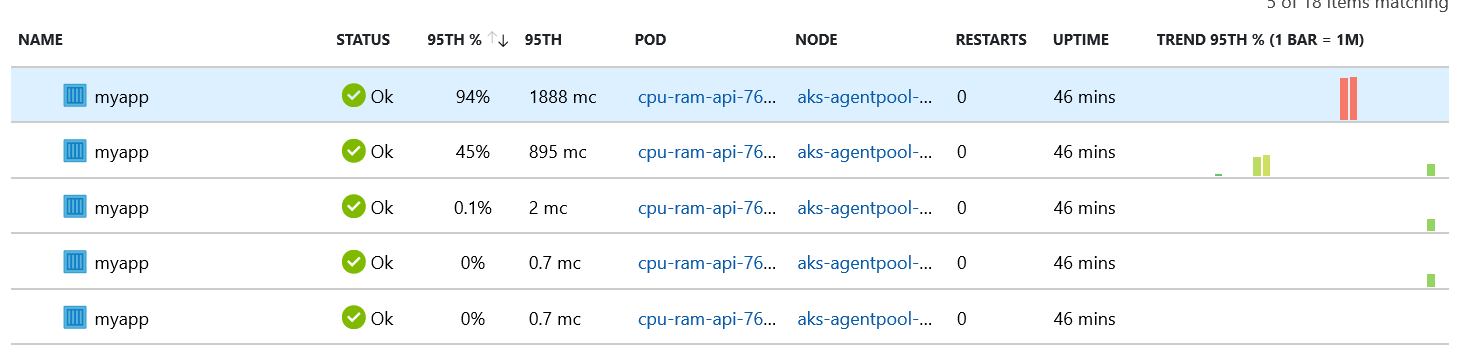 5 of 18 items matching
NAME STATUS 95TH % ↑↓ 95TH POD NODE RESTARTS UPTIME TREND 95TH % (1 BAR = 1M)
myapp Ok 94% 1888 mc cpu-ram-api-76... aks-agentpool-... 0 46 mins
myapp Ok 45% 895 mc cpu-ram-api-76... aks-agentpool-... 0 46 mins
myapp Ok 0.1% 2 mc cpu-ram-api-76... aks-agentpool-... 0 46 mins
myapp Ok 0% 0.7 mc cpu-ram-api-76... aks-agentpool-... 0 46 mins
myapp Ok 0% 0.7 mc cpu-ram-api-76... aks-agentpool-... 0 46 mins